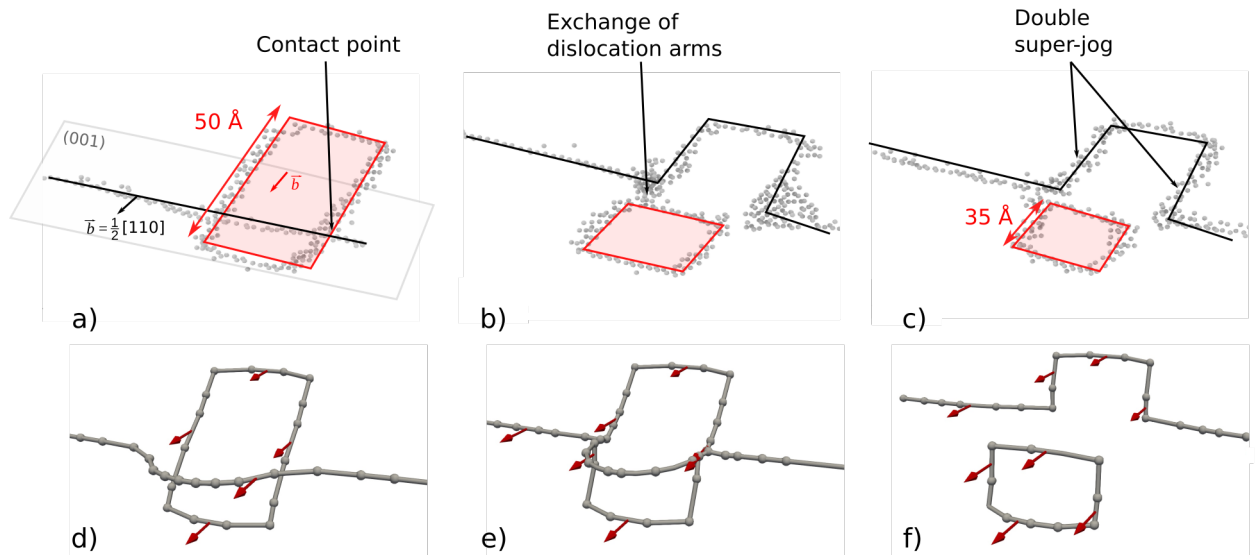 Contact point
Exchange of
dislocation arms
Double
super-jog
50 Å
(001)
b⃗
b⃗ = ½[110]
35 Å
a)
b)
c)
d)
e)
f)